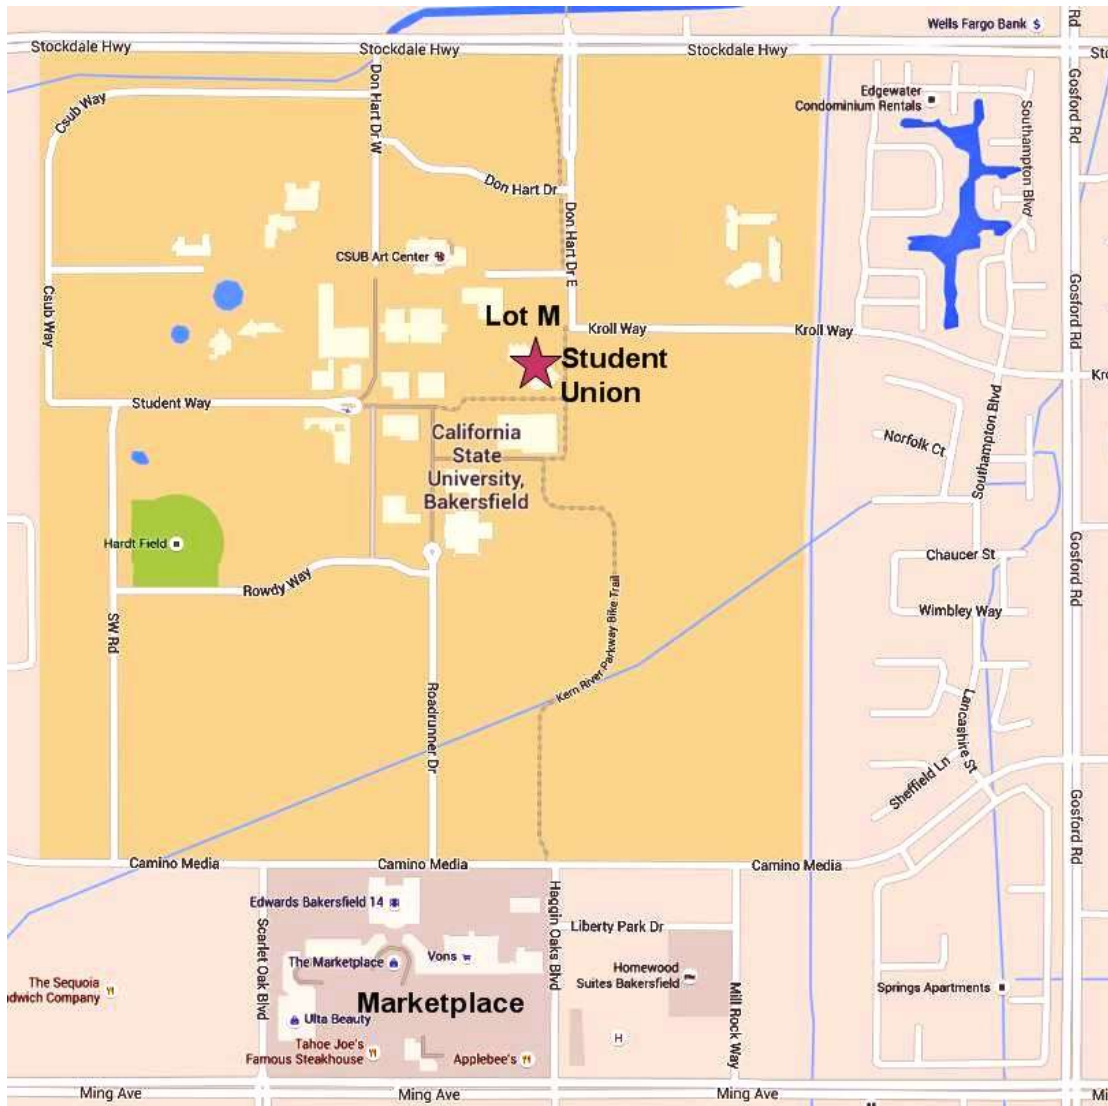 Wells Fargo Bank
Rd
Stockdale Hwy
Stockdale Hwy
Stockdale Hwy
Sto
Csub Way
Don Hart Dr W
Edgewater
Condominium Rentals
Gosford Rd
Southampton Blvd
Don Hart Dr
Don Hart Dr E
CSUB Art Center
Csub Way
Gosford Rd
Lot M
Kroll Way
Kroll Way
Student
Union
Kro
Student Way
Southampton Blvd
California
State
University,
Bakersfield
Norfolk Ct
Hardt Field
Chaucer St
Gosford Rd
Rowdy Way
Wimbley Way
SW Rd
Kern River Parkway Bike Trail
Roadrunner Dr
Lancashire St
Sheffield Ln
Gosford Rd
Camino Media
Camino Media
Camino Media
Edwards Bakersfield 14
Scarlet Oak Blvd
Haggin Oaks Blvd
Liberty Park Dr
The Marketplace
Vons
Homewood
Suites Bakersfield
The Sequoia
ndwich Company
Marketplace
Mill Rock Way
Springs Apartments
Ulta Beauty
Tahoe Joe's
Famous Steakhouse
Applebee's
H
Ming Ave
Ming Ave
Ming Ave
Mi